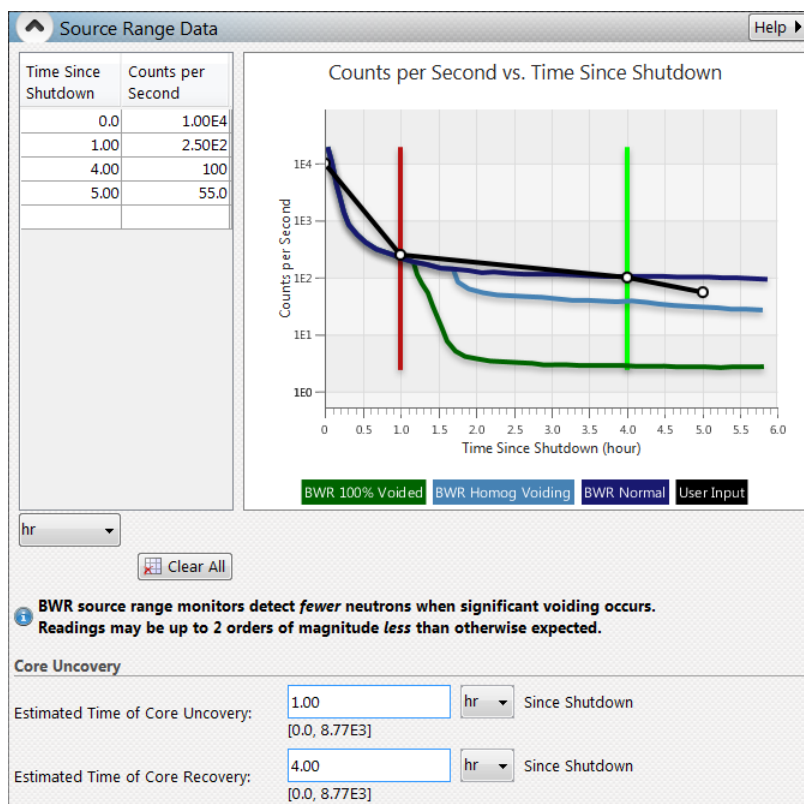 Source Range Data
Help
Time Since Shutdown
Counts per Second
0.0 1.00E4
1.00 2.50E2
4.00 100
5.00 55.0
Counts per Second vs. Time Since Shutdown
Counts per Second
1E4
1E3
1E2
1E1
1E0
0 0.5 1.0 1.5 2.0 2.5 3.0 3.5 4.0 4.5 5.0 5.5 6.0
Time Since Shutdown (hour)
BWR 100% Voided BWR Homog Voiding BWR Normal User Input
hr
Clear All
BWR source range monitors detect fewer neutrons when significant voiding occurs.
Readings may be up to 2 orders of magnitude less than otherwise expected.
Core Uncovery
Estimated Time of Core Uncovery: 1.00 hr Since Shutdown
[0.0, 8.77E3]
Estimated Time of Core Recovery: 4.00 hr Since Shutdown
[0.0, 8.77E3]